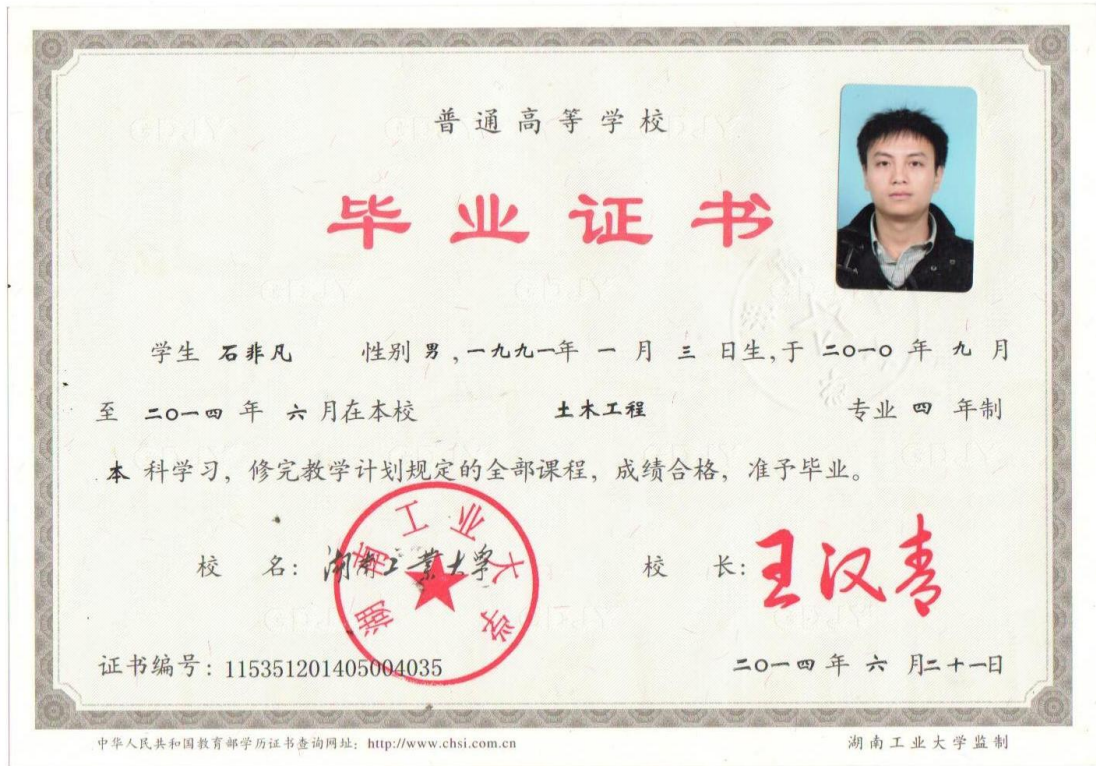 普通高等学校
毕业证书
学生 石非凡 性别 男 ,一九九一年 一 月 三 日生,于 二〇一〇 年 九 月
至 二〇一四 年 六 月在本校 土木工程 专业 四 年制
本 科学习，修完教学计划规定的全部课程，成绩合格，准予毕业。
校 名: 湖南工業大学
湖南工业大学
校 长: 王汉青
证书编号: 115351201405004035
二〇一四 年 六 月二十一日
中华人民共和国教育部学历证书查询网址: http://www.chsi.com.cn
湖南工业大学监制